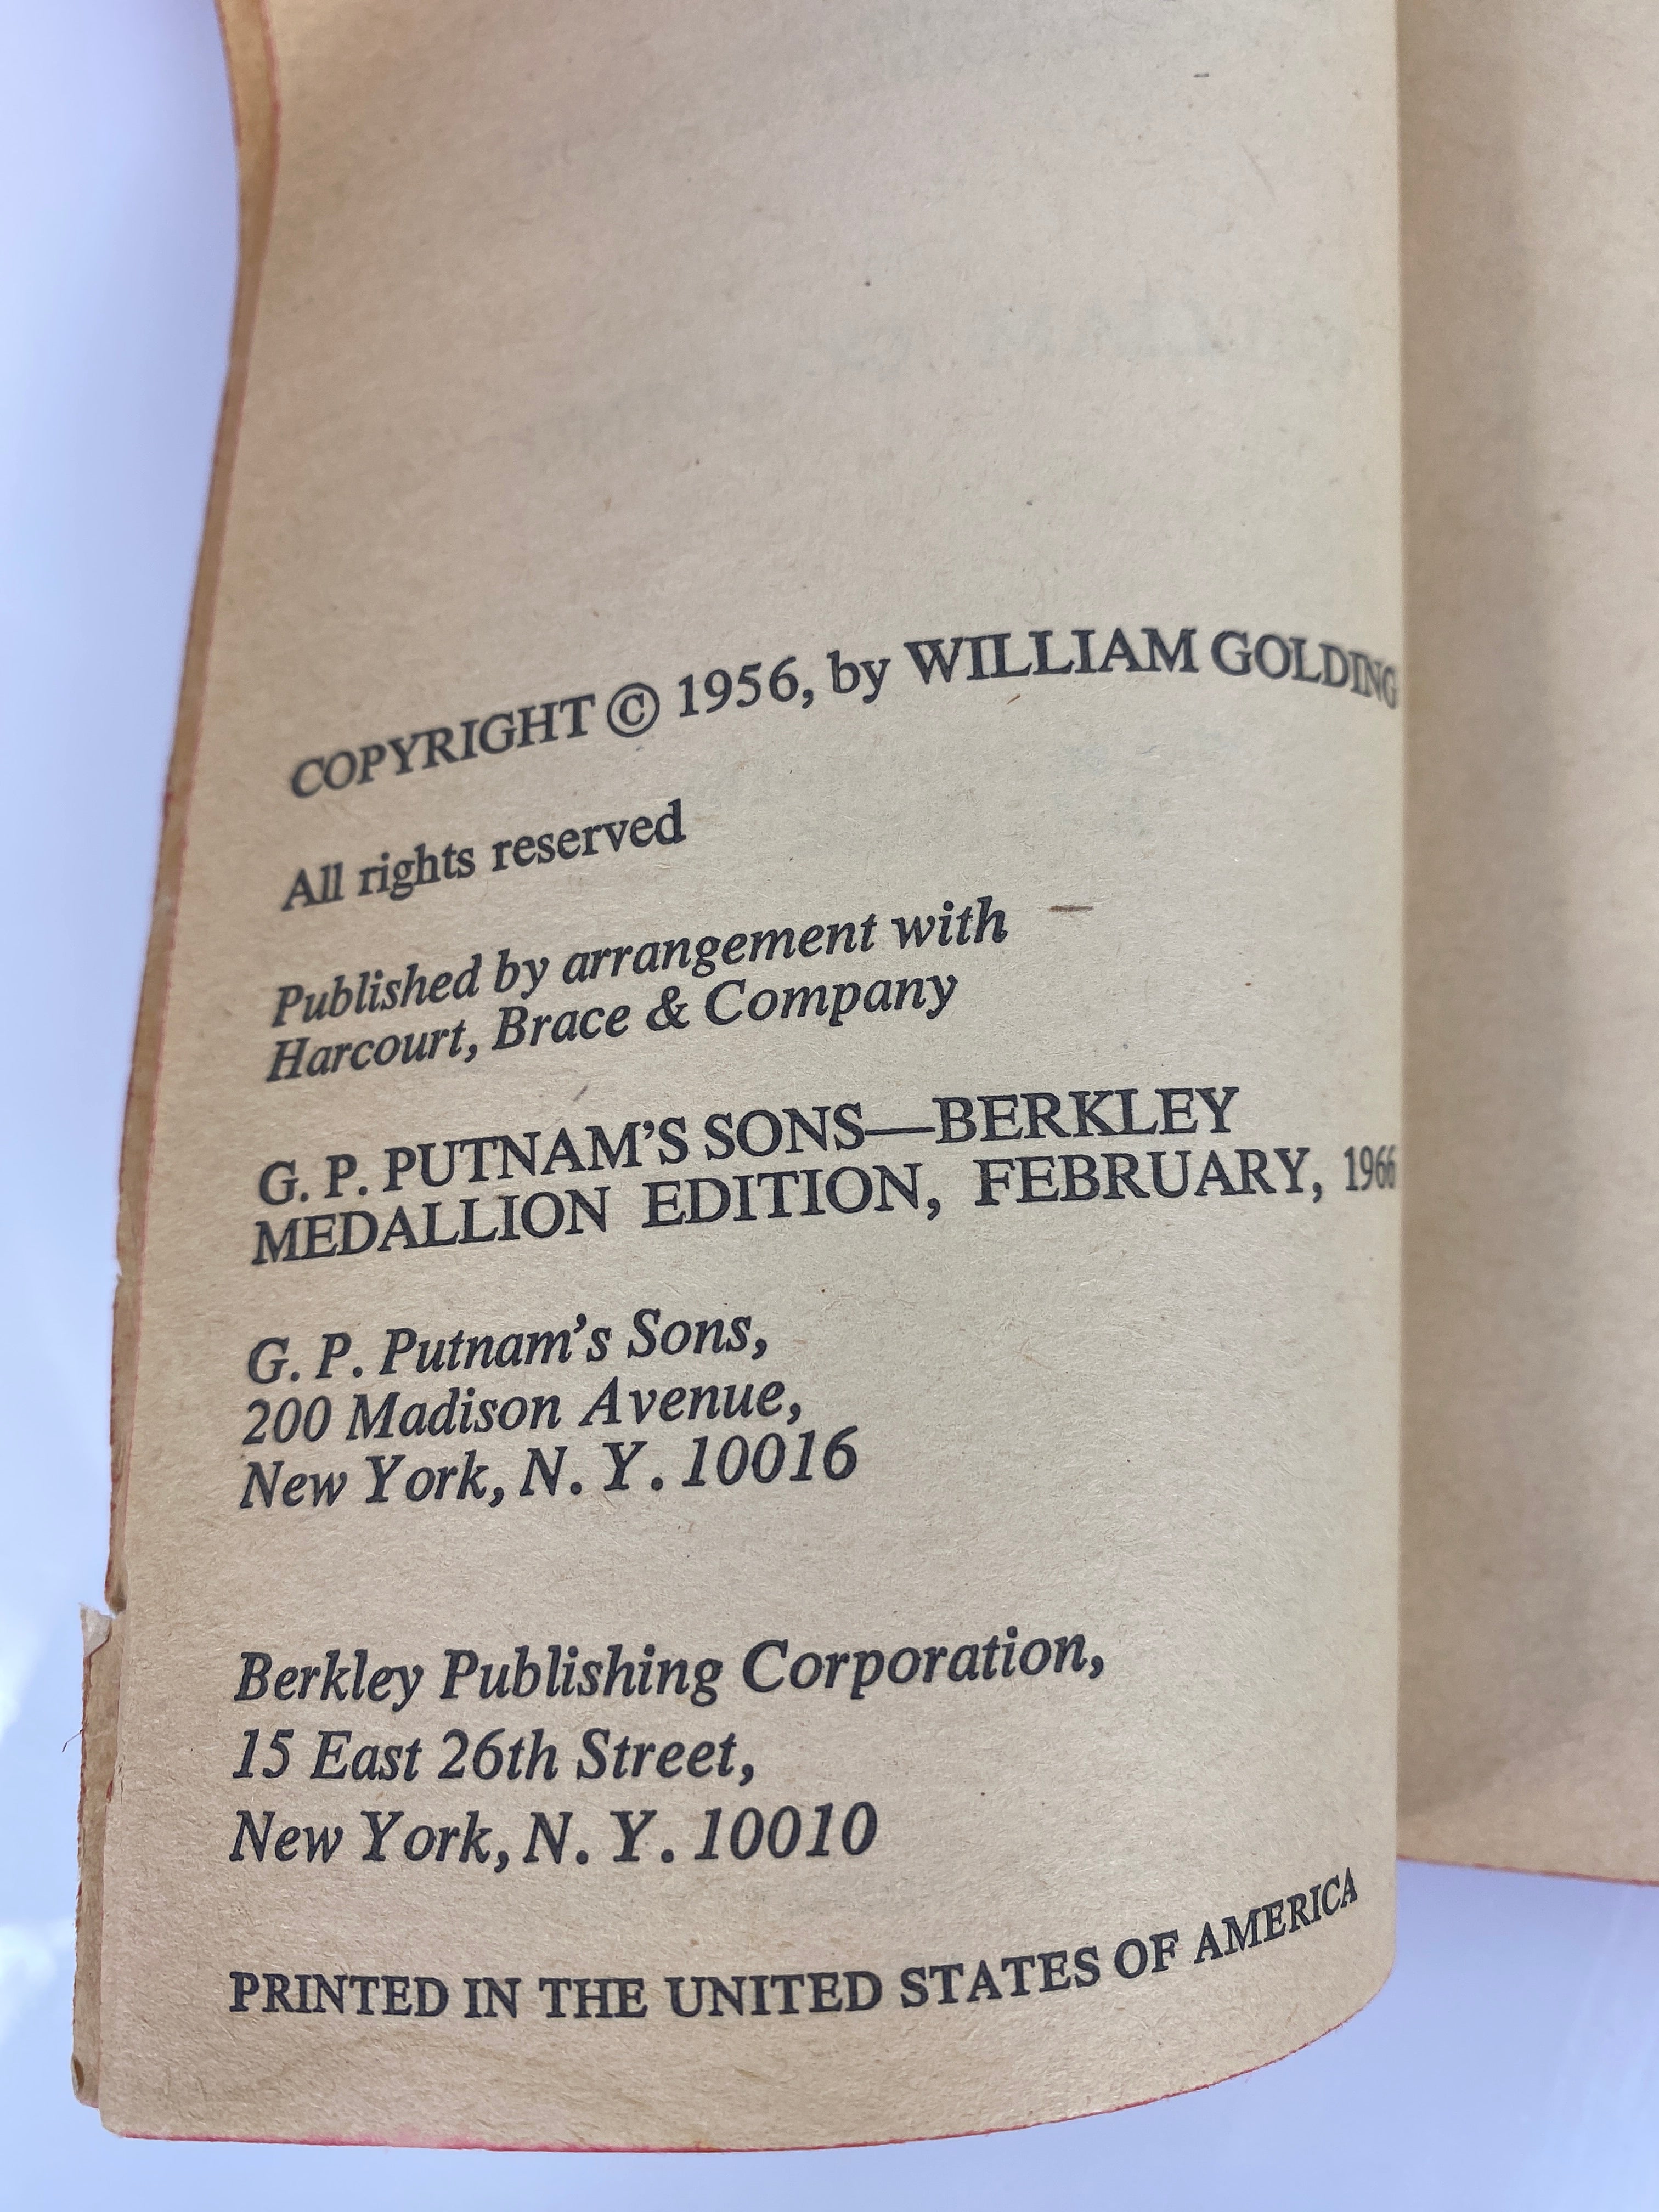 COPYRIGHT © 1956, by WILLIAM GOLDING
All rights reserved
Published by arrangement with
Harcourt, Brace & Company
G. P. PUTNAM'S SONS—BERKLEY
MEDALLION EDITION, FEBRUARY, 1966
G. P. Putnam's Sons,
200 Madison Avenue,
New York, N. Y. 10016
Berkley Publishing Corporation,
15 East 26th Street,
New York, N. Y. 10010
PRINTED IN THE UNITED STATES OF AMERICA